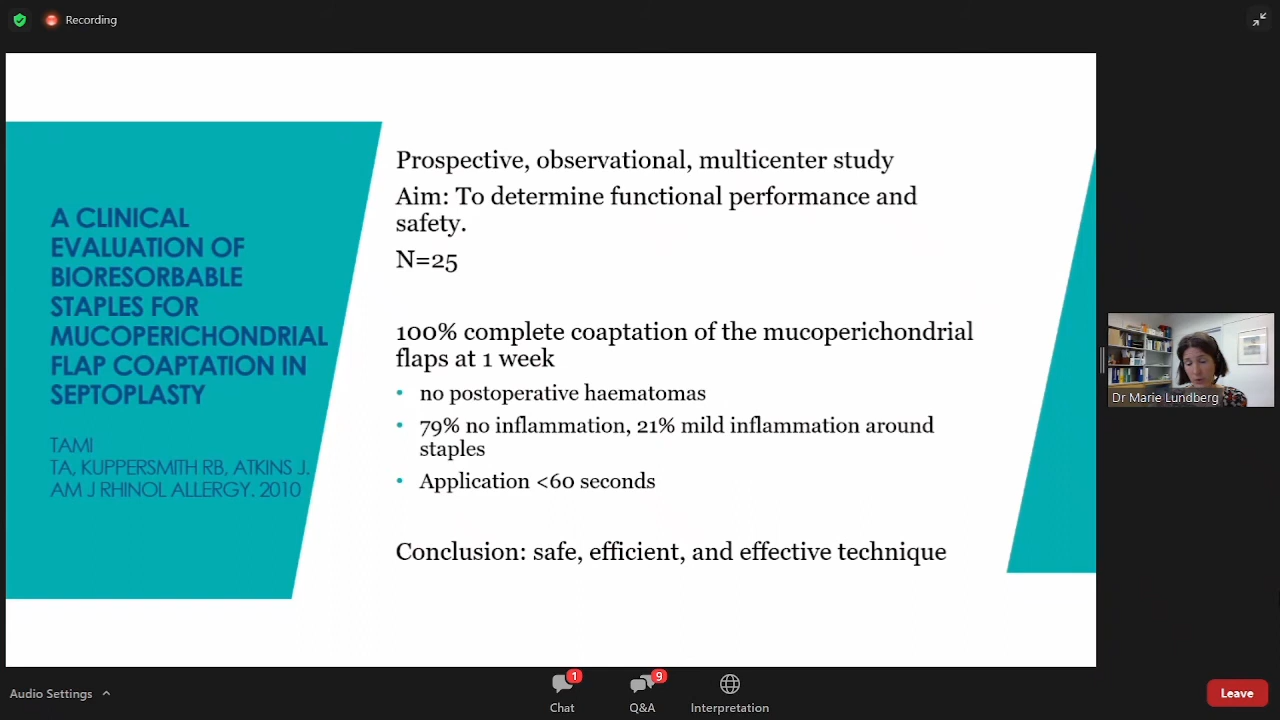 Recording
A CLINICAL
EVALUATION OF
BIORESORBABLE
STAPLES FOR
MUCOPERICHONDRIAL
FLAP COAPTATION IN
SEPTOPLASTY
TAMI
TA, KUPPERSMITH RB, ATKINS J.
AM J RHINOL ALLERGY. 2010
Prospective, observational, multicenter study
Aim: To determine functional performance and
safety.
N=25
100% complete coaptation of the mucoperichondrial
flaps at 1 week
• no postoperative haematomas
• 79% no inflammation, 21% mild inflammation around
staples
• Application <60 seconds
Conclusion: safe, efficient, and effective technique
Dr Marie Lundberg
Audio Settings
1
Chat
9
Q&A
Interpretation
Leave